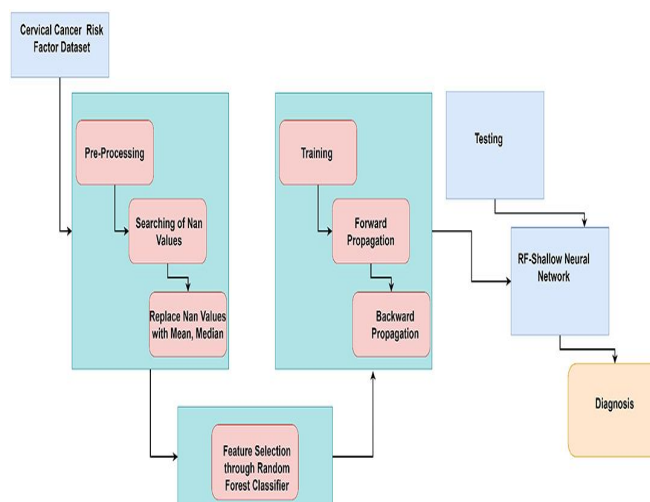 Cervical Cancer Risk
Factor Dataset
Pre-Processing
Searching of Nan
Values
Replace Nan Values
with Mean, Median
Feature Selection
through Random
Forest Classifier
Training
Forward
Propagation
Backward
Propagation
Testing
RF-Shallow Neural
Network
Diagnosis